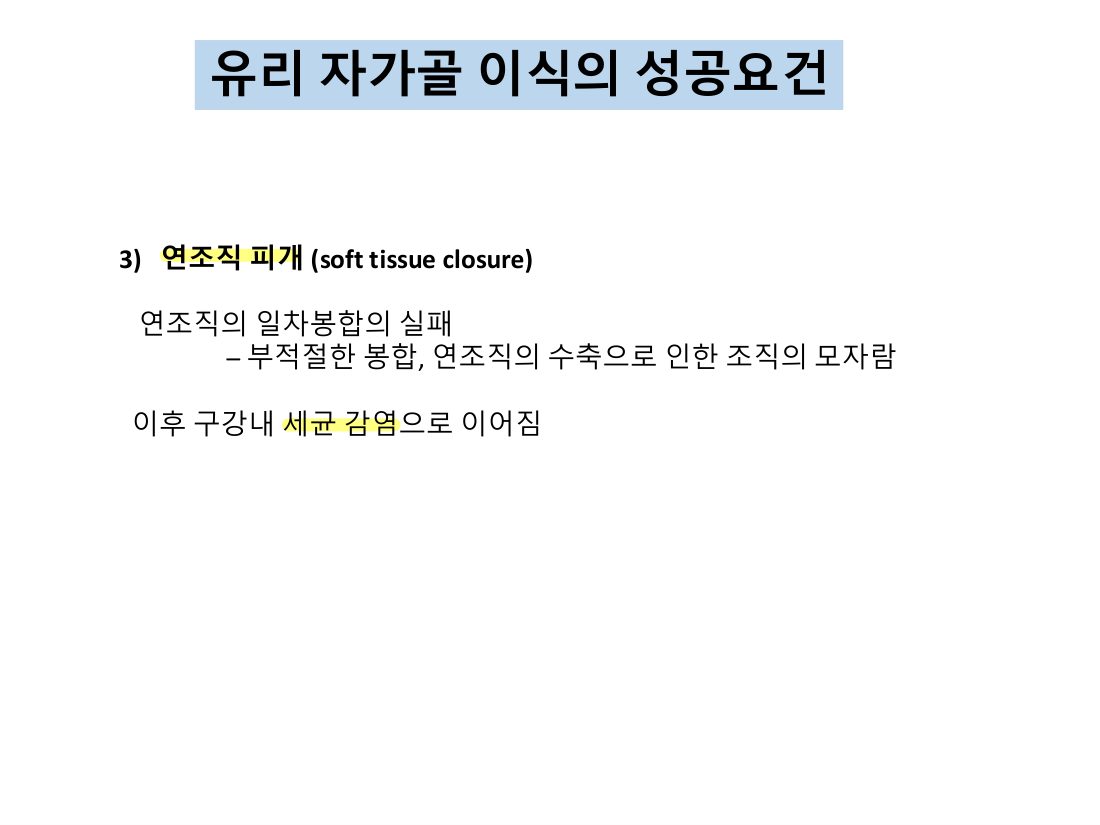 유리 자가골 이식의 성공요건
3) 연조직 피개 (soft tissue closure)
연조직의 일차봉합의 실패
– 부적절한 봉합, 연조직의 수축으로 인한 조직의 모자람
이후 구강내 세균 감염으로 이어짐